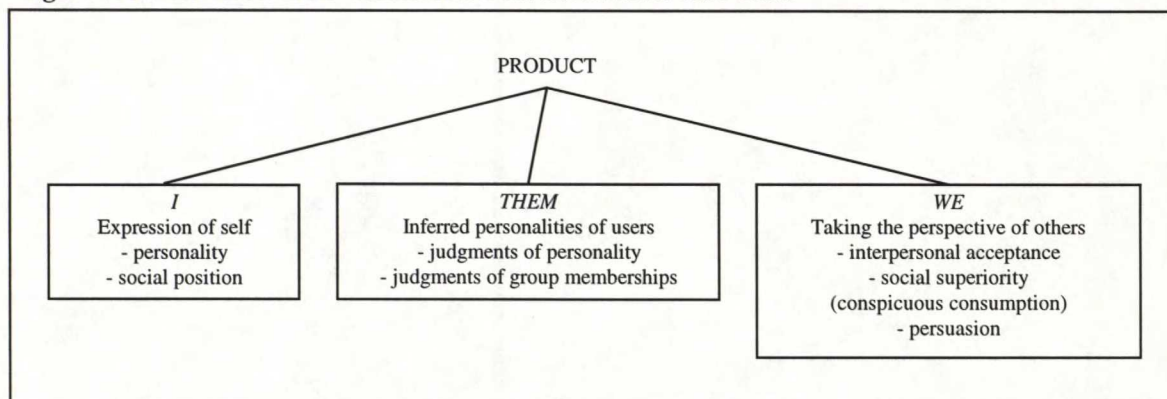 PRODUCT
I
Expression of self
- personality
- social position
THEM
Inferred personalities of users
- judgments of personality
- judgments of group memberships
WE
Taking the perspective of others
- interpersonal acceptance
- social superiority
(conspicuous consumption)
- persuasion